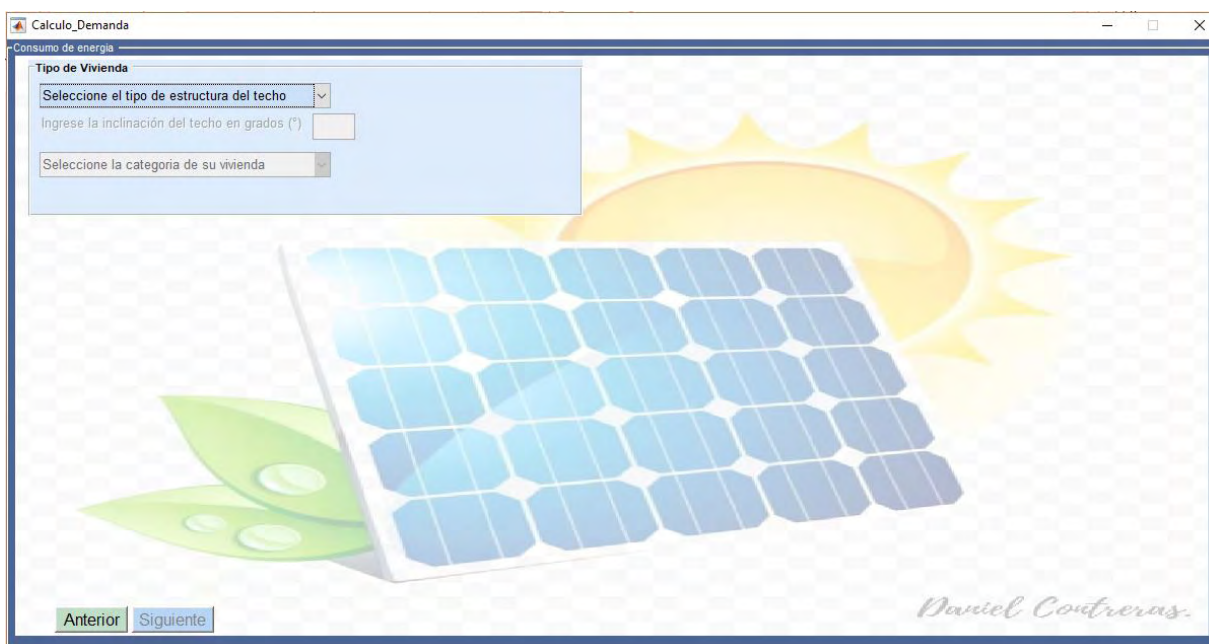 Calculo_Demanda
Consumo de energia
Tipo de Vivienda
Seleccione el tipo de estructura del techo
Ingrese la inclinación del techo en grados (°)
Seleccione la categoria de su vivienda
Daniel Contreras.
Anterior Siguiente